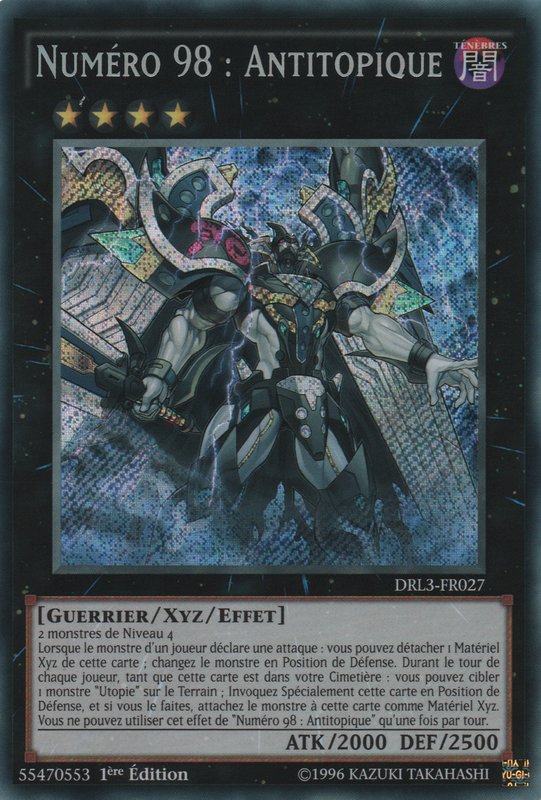 NUMÉRO 98 : ANTITOPIQUE
TÉNÈBRES
闇
DRL3-FR027
[GUERRIER/XYZ/EFFET]
2 monstres de Niveau 4
Lorsque le monstre d'un joueur déclare une attaque : vous pouvez détacher 1 Matériel
Xyz de cette carte ; changez le monstre en Position de Défense. Durant le tour de
chaque joueur, tant que cette carte est dans votre Cimetière : vous pouvez cibler
1 monstre "Utopie" sur le Terrain ; Invoquez Spécialement cette carte en Position de
Défense, et si vous le faites, attachez le monstre à cette carte comme Matériel Xyz.
Vous ne pouvez utiliser cet effet de "Numéro 98 : Antitopique" qu'une fois par tour.
ATK/2000 DEF/2500
55470553 1ère Édition ©1996 KAZUKI TAKAHASHI